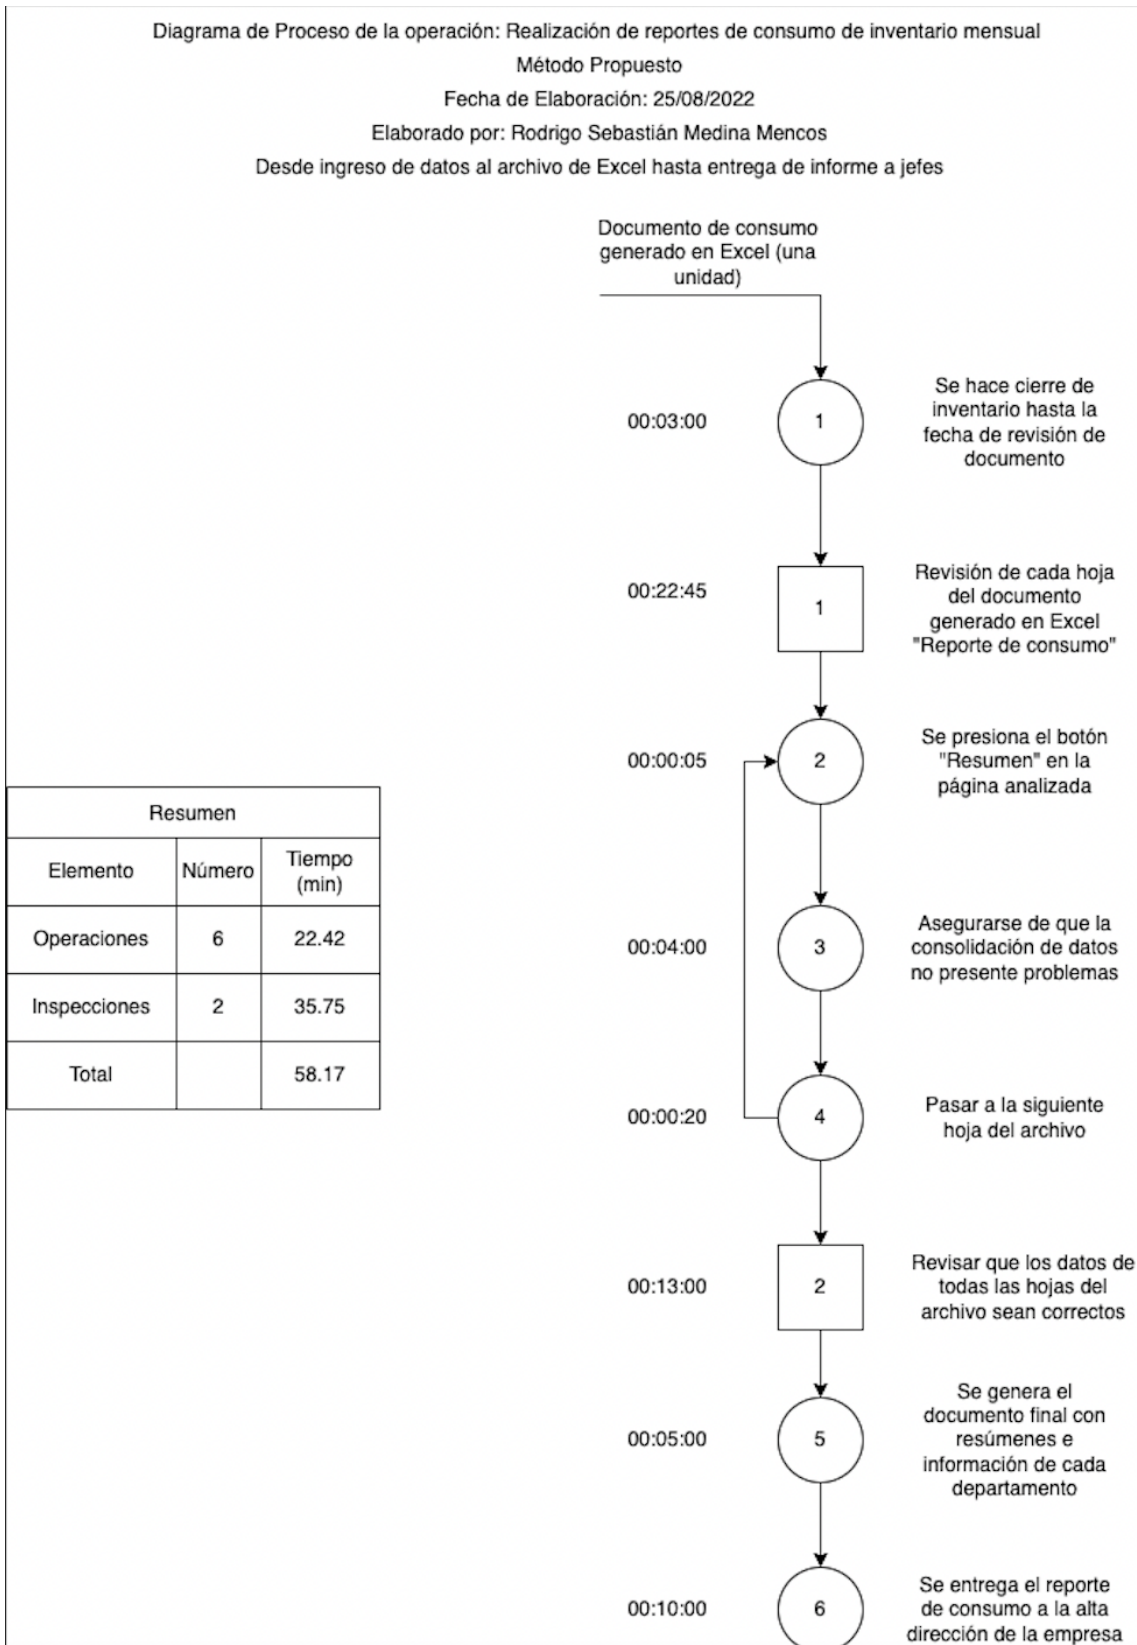 Diagrama de Proceso de la operación: Realización de reportes de consumo de inventario mensual
Método Propuesto
Fecha de Elaboración: 25/08/2022
Elaborado por: Rodrigo Sebastián Medina Mencos
Desde ingreso de datos al archivo de Excel hasta entrega de informe a jefes
Documento de consumo
generado en Excel (una
unidad)
00:03:00
1
Se hace cierre de
inventario hasta la
fecha de revisión de
documento
00:22:45
1
Revisión de cada hoja
del documento
generado en Excel
"Reporte de consumo"
00:00:05
2
Se presiona el botón
"Resumen" en la
página analizada
Resumen
Elemento Número Tiempo
(min)
Operaciones 6 22.42
Inspecciones 2 35.75
Total 58.17
00:04:00
3
Asegurarse de que la
consolidación de datos
no presente problemas
00:00:20
4
Pasar a la siguiente
hoja del archivo
00:13:00
2
Revisar que los datos de
todas las hojas del
archivo sean correctos
00:05:00
5
Se genera el
documento final con
resúmenes e
información de cada
departamento
00:10:00
6
Se entrega el reporte
de consumo a la alta
dirección de la empresa